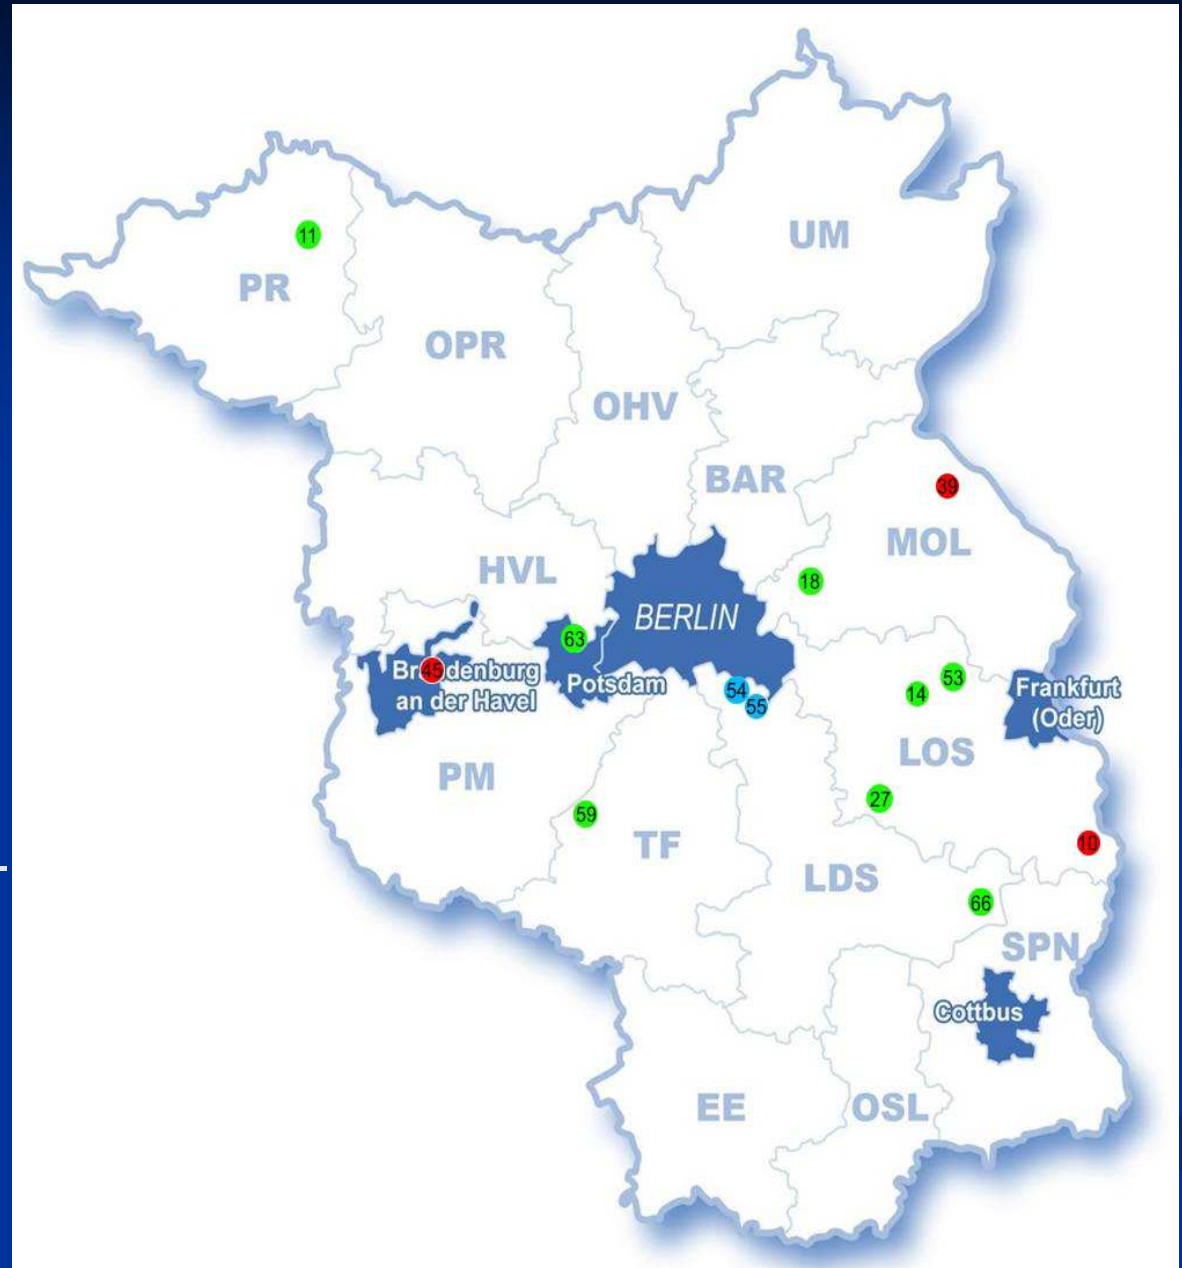 UM
11
PR
OPR
OHV
BAR
39
MOL
HVL
18
BERLIN
63
Brandenburg
an der Havel
45
Potsdam
54
55
14
53
Frankfurt
(Oder)
LOS
PM
27
59
TF
10
LDS
66
SPN
Cottbus
EE
OSL